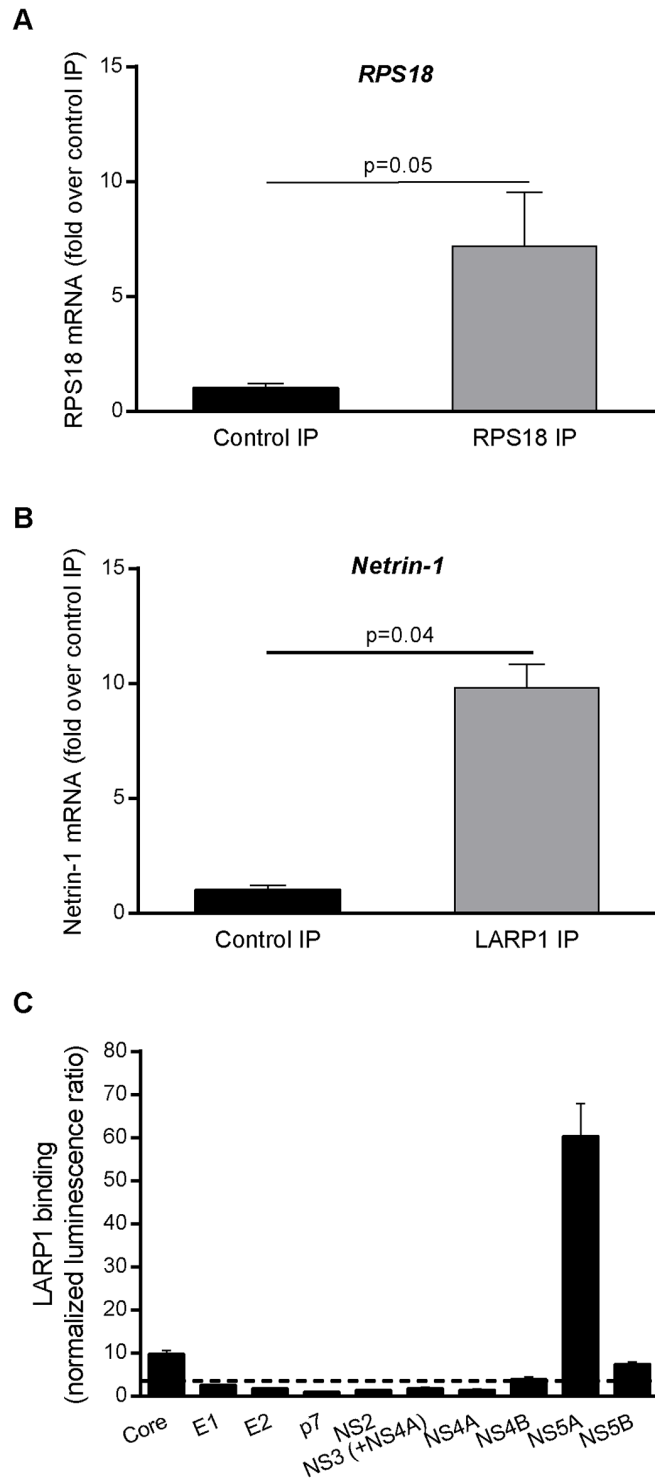 A
RPS18
RPS18 mRNA (fold over control IP)
15
10
5
0
p=0.05
Control IP
RPS18 IP
B
Netrin-1
Netrin-1 mRNA (fold over control IP)
15
10
5
0
p=0.04
Control IP
LARP1 IP
C
LARP1 binding
(normalized luminescence ratio)
80
70
60
50
40
30
20
10
0
Core
E1
E2
p7
NS2
NS3 (+NS4A)
NS4A
NS4B
NS5A
NS5B